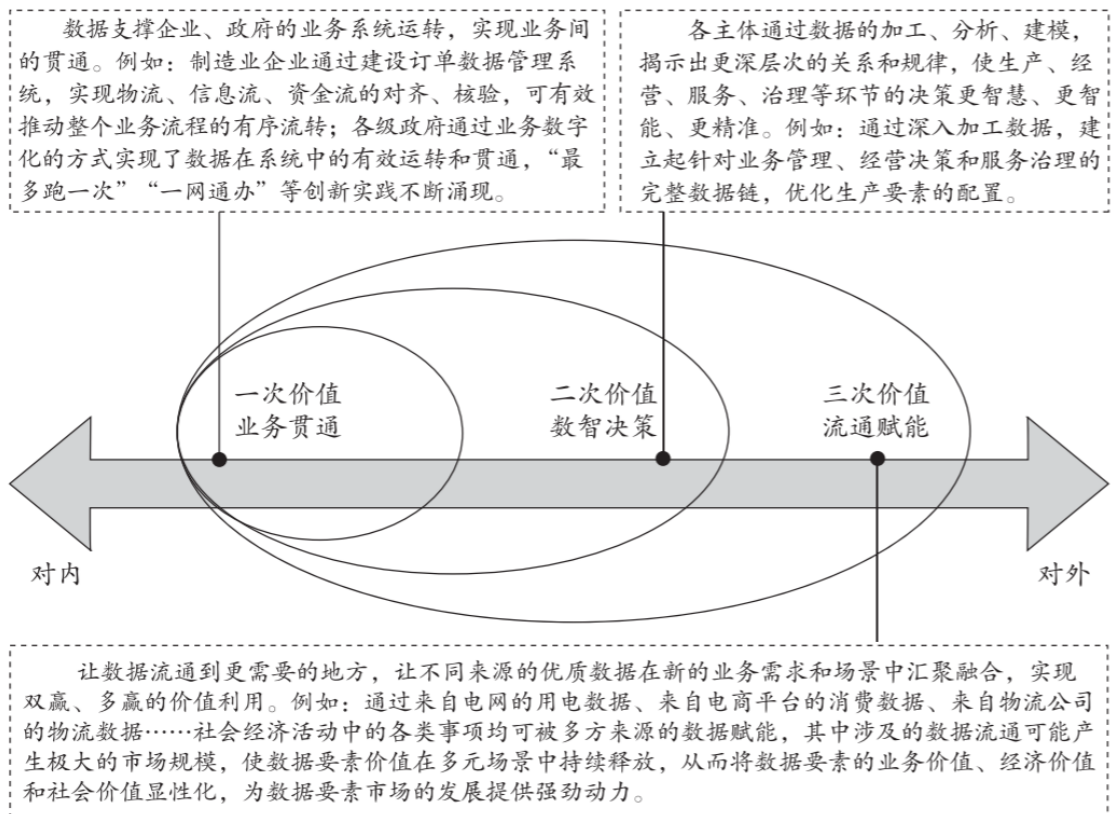 数据支撑企业、政府的业务系统运转，实现业务间
的贯通。例如：制造业企业通过建设订单数据管理系
统，实现物流、信息流、资金流的对齐、核验，可有效
推动整个业务流程的有序流转；各级政府通过业务数字
化的方式实现了数据在系统中的有效运转和贯通，“最
多跑一次”“一网通办”等创新实践不断涌现。
各主体通过数据的加工、分析、建模，
揭示出更深层次的关系和规律，使生产、经
营、服务、治理等环节的决策更智慧、更智
能、更精准。例如：通过深入加工数据，建
立起针对业务管理、经营决策和服务治理的
完整数据链，优化生产要素的配置。
一次价值
业务贯通
二次价值
数智决策
三次价值
流通赋能
对内
对外
让数据流通到更需要的地方，让不同来源的优质数据在新的业务需求和场景中汇聚融合，实现
双赢、多赢的价值利用。例如：通过来自电网的用电数据、来自电商平台的消费数据、来自物流公司
的物流数据……社会经济活动中的各类事项均可被多方来源的数据赋能，其中涉及的数据流通可能产
生极大的市场规模，使数据要素价值在多元场景中持续释放，从而将数据要素的业务价值、经济价值
和社会价值显性化，为数据要素市场的发展提供强劲动力。